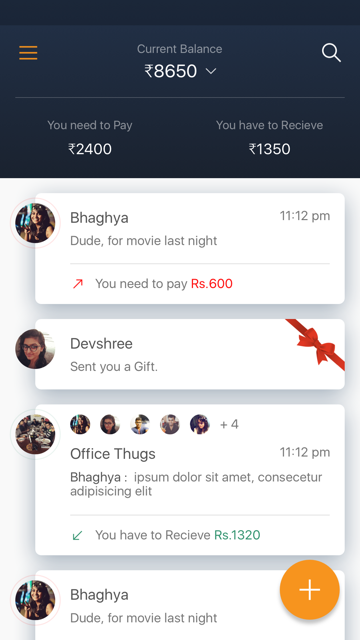 Current Balance
₹8650
You need to Pay
You have to Recieve
₹2400
₹1350
Bhaghya
11:12 pm
Dude, for movie last night
You need to pay Rs.600
Devshree
Sent you a Gift.
+ 4
Office Thugs
11:12 pm
Bhaghya : ipsum dolor sit amet, consecetur
adipisicing elit
You have to Recieve Rs.1320
Bhaghya
Dude, for movie last night